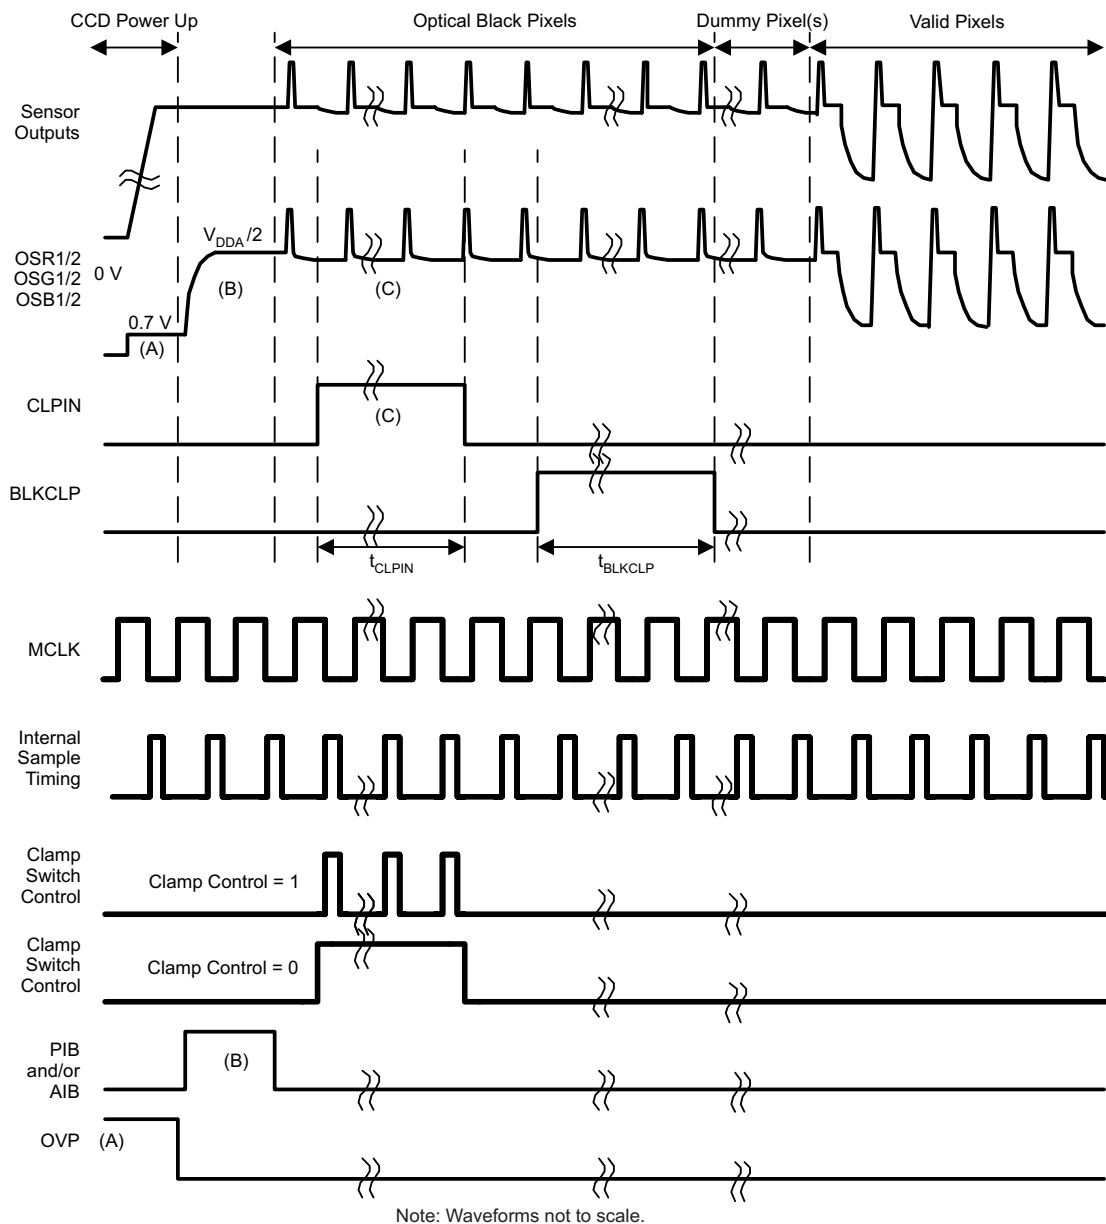 CCD Power Up
Optical Black Pixels
Dummy Pixel(s)
Valid Pixels
Sensor
Outputs
V_DDA/2
OSR1/2
OSG1/2
OSB1/2
0 V
(B)
(C)
0.7 V
(A)
CLPIN
(C)
BLKCLP
t_CLPIN
t_BLKCLP
MCLK
Internal
Sample
Timing
Clamp
Switch
Control
Clamp Control = 1
Clamp
Switch
Control
Clamp Control = 0
PIB
and/or
AIB
(B)
OVP
(A)
Note: Waveforms not to scale.